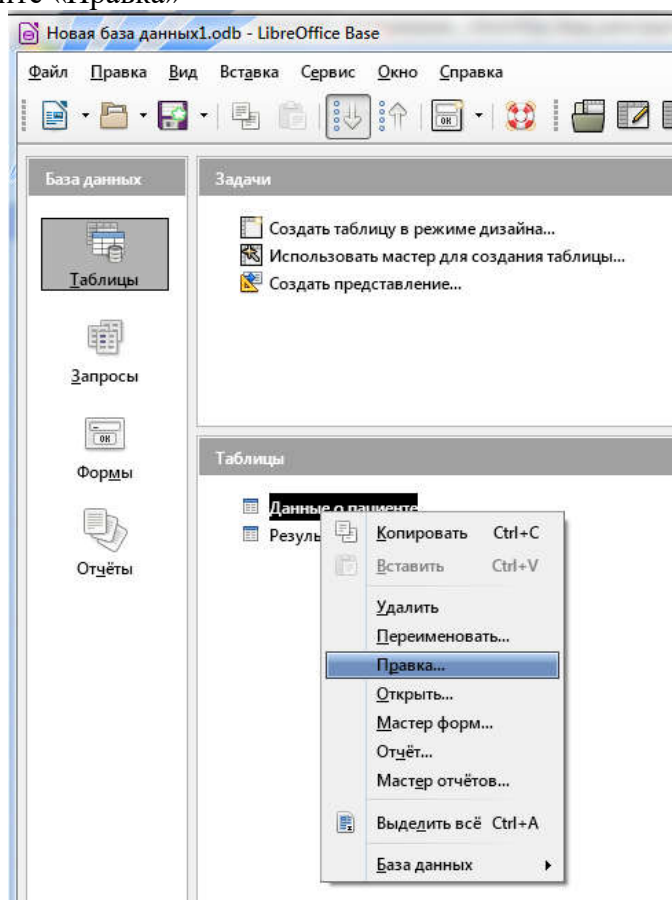 те «Правка»
Новая база данных1.odb - LibreOffice Base
Файл Правка Вид Вставка Сервис Окно Справка
База данных
Задачи
Создать таблицу в режиме дизайна...
Использовать мастер для создания таблицы...
Создать представление...
Таблицы
Запросы
Формы
Отчёты
Таблицы
Данные о пациенте
Резуль
Копировать Ctrl+C
Вставить Ctrl+V
Удалить
Переименовать...
Правка...
Открыть...
Мастер форм...
Отчёт...
Мастер отчётов...
Выделить всё Ctrl+A
База данных